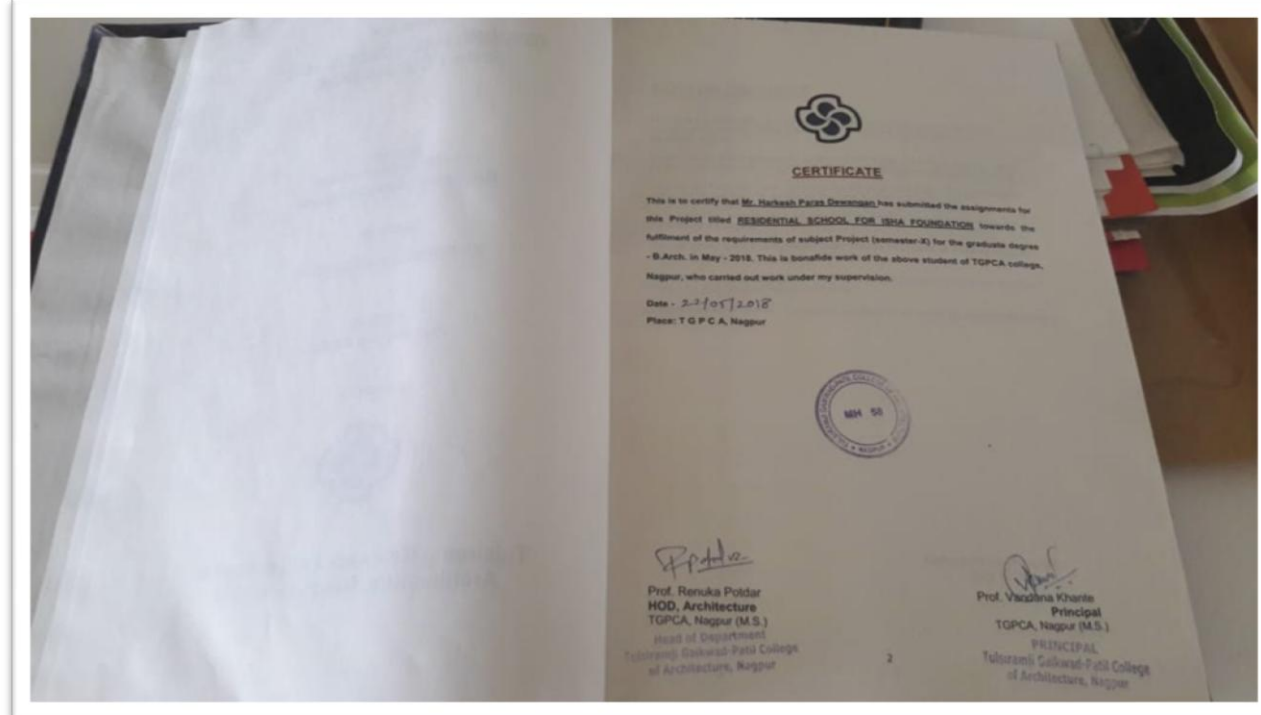 CERTIFICATE
This is to certify that Mr. Harkesh Paras Dewangan has submitted the assignments for
this Project titled RESIDENTIAL SCHOOL FOR ISHA FOUNDATION towards the
fulfilment of the requirements of subject Project (semester-X) for the graduate degree
- B.Arch. in May - 2018. This is bonafide work of the above student of TGPCA college,
Nagpur, who carried out work under my supervision.
Date - 22/05/2018
Place: T G P C A, Nagpur
MH 58
NAGPUR
Prof. Renuka Potdar
HOD, Architecture
TGPCA, Nagpur (M.S.)
Head of Department
Tulsiramji Gaikwad-Patil College
of Architecture, Nagpur
2
Prof. Vandana Khante
Principal
TGPCA, Nagpur (M.S.)
PRINCIPAL
Tulsiramji Gaikwad-Patil College
of Architecture, Nagpur